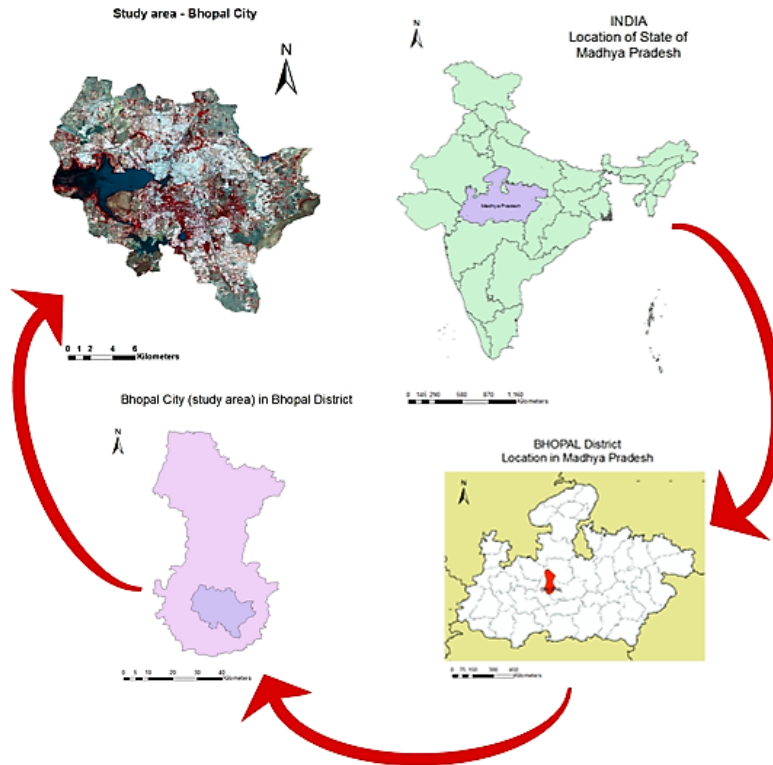 Study area - Bhopal City
N
0 1 2 4 6
Kilometers
INDIA
Location of State of
Madhya Pradesh
N
Madhya Pradesh
0 145 290 580 870 1,160
Kilometers
Bhopal City (study area) in Bhopal District
N
0 5 10 20 30 40
Kilometers
BHOPAL District
Location in Madhya Pradesh
N
0 75 150 300 450
Kilometers